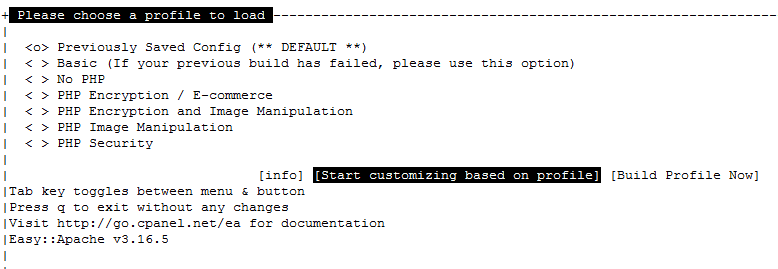 Please choose a profile to load
<o> Previously Saved Config (** DEFAULT **)
< > Basic (If your previous build has failed, please use this option)
< > No PHP
< > PHP Encryption / E-commerce
< > PHP Encryption and Image Manipulation
< > PHP Image Manipulation
< > PHP Security
[info] [Start customizing based on profile] [Build Profile Now]
Tab key toggles between menu & button
Press q to exit without any changes
Visit http://go.cpanel.net/ea for documentation
Easy::Apache v3.16.5